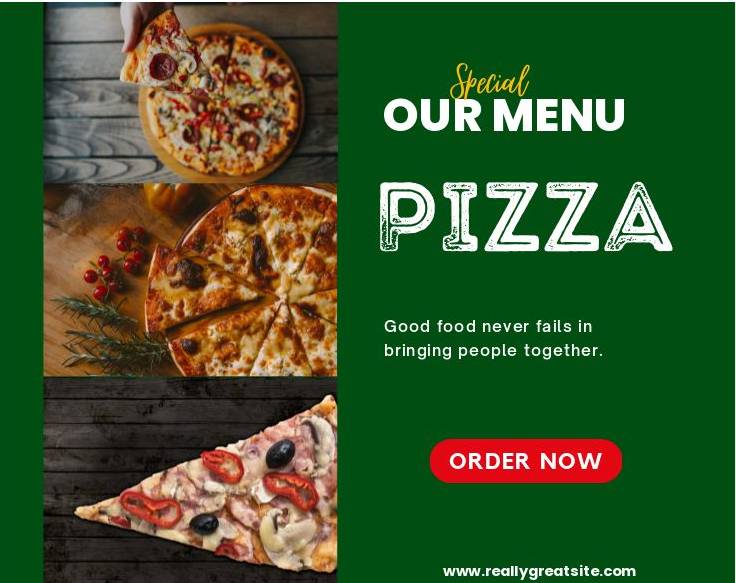 Special
OUR MENU
PIZZA
Good food never fails in
bringing people together.
ORDER NOW
www.reallygreatsite.com